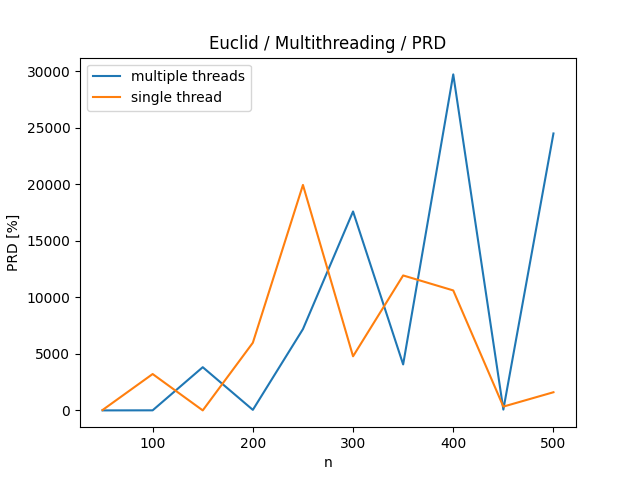 Euclid / Multithreading / PRD
multiple threads
single thread
30000
25000
20000
15000
10000
5000
0
PRD [%]
100
200
300
400
500
n